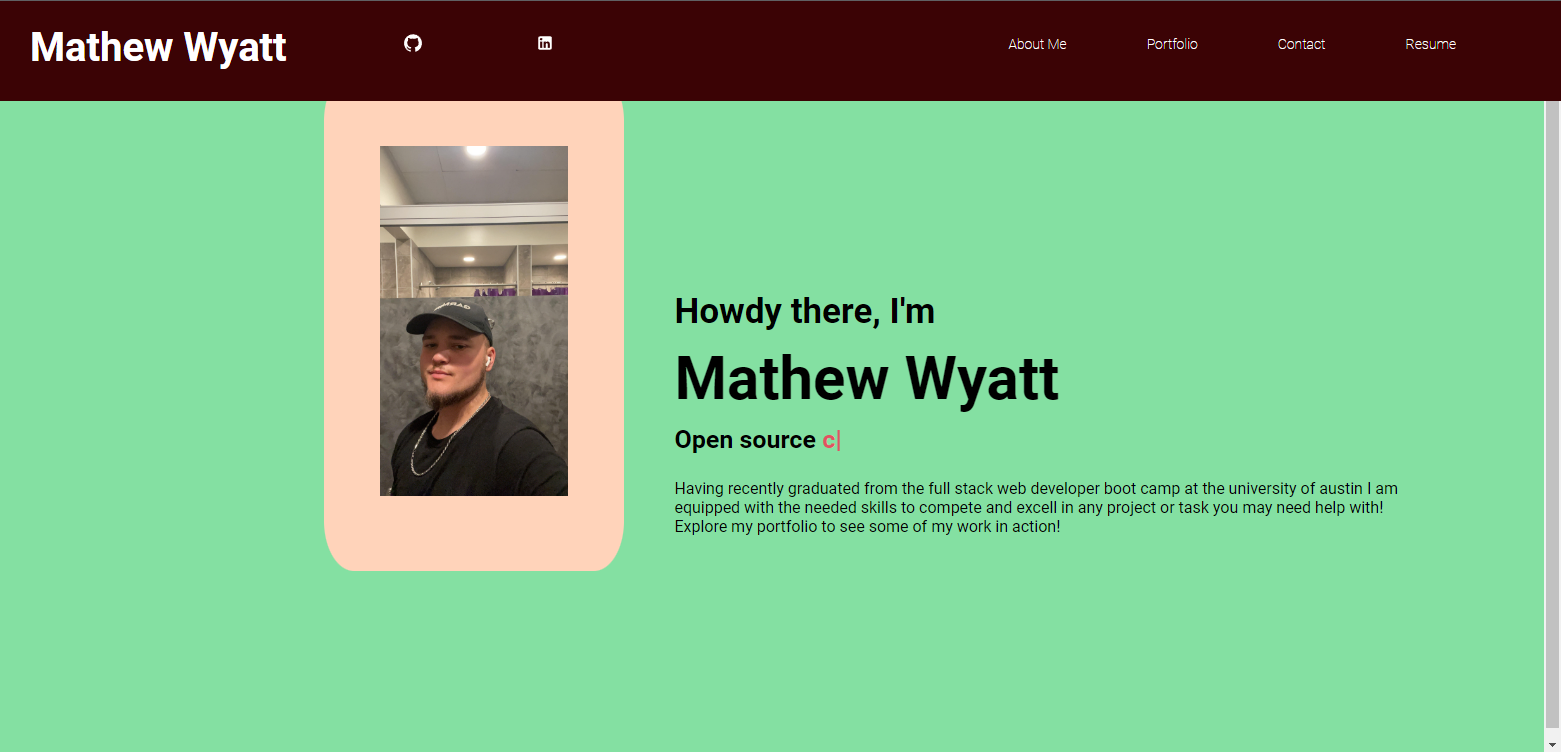 Mathew Wyatt
About Me
Portfolio
Contact
Resume
Howdy there, I'm
Mathew Wyatt
Open source c|
Having recently graduated from the full stack web developer boot camp at the university of austin I am
equipped with the needed skills to compete and excell in any project or task you may need help with!
Explore my portfolio to see some of my work in action!